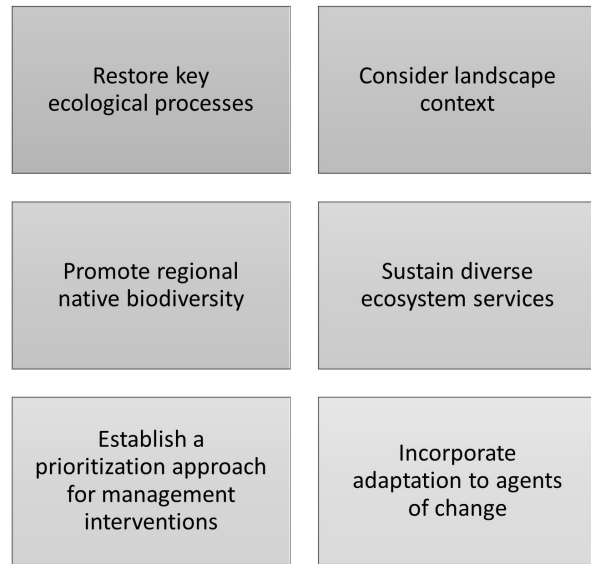 Restore key
ecological processes
Consider landscape
context
Promote regional
native biodiversity
Sustain diverse
ecosystem services
Establish a
prioritization approach
for management
interventions
Incorporate
adaptation to agents
of change